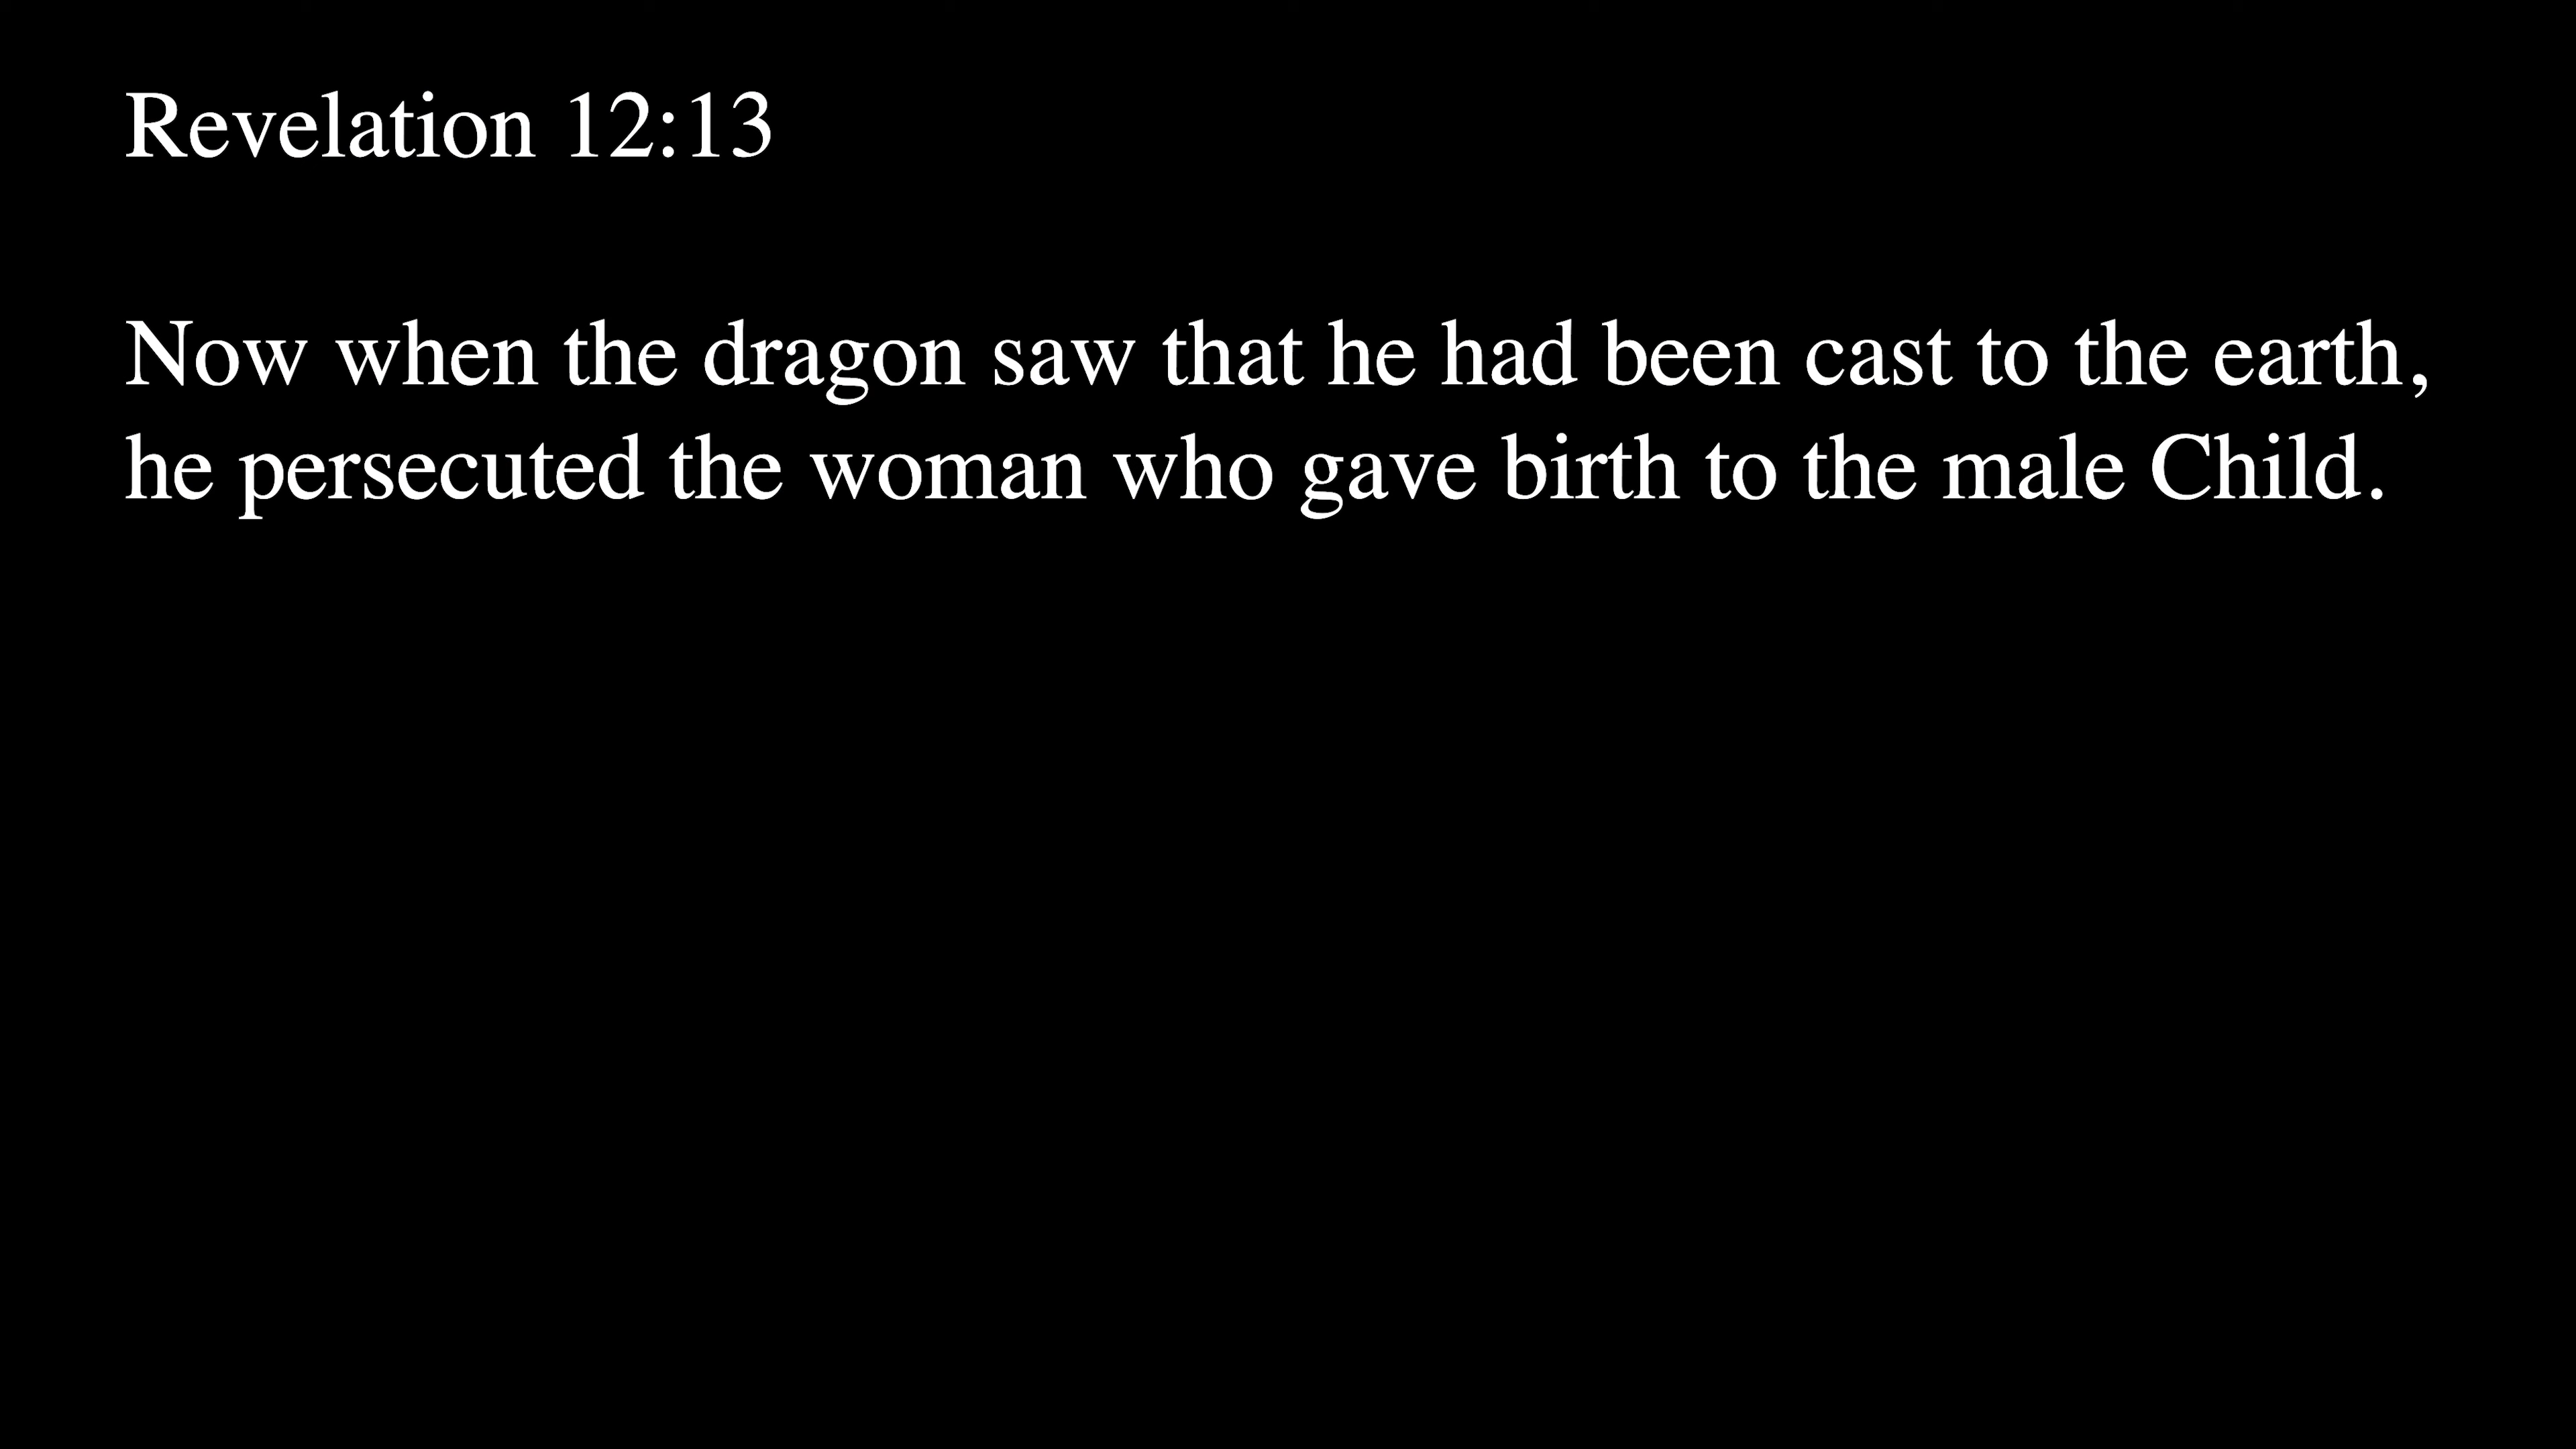 Revelation 12:13
Now when the dragon saw that he had been cast to the earth,
he persecuted the woman who gave birth to the male Child.